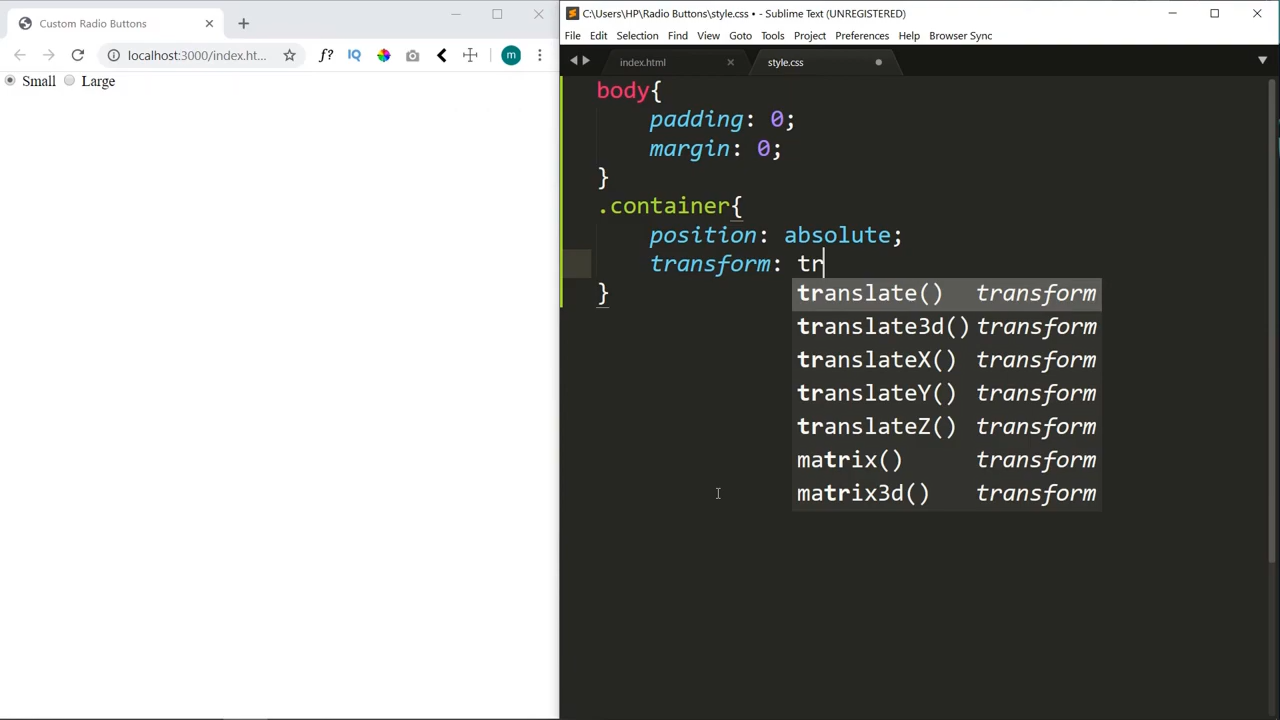 Custom Radio Buttons
localhost:3000/index.ht...
f?
IQ
m
Small
Large
C:\Users\HP\Radio Buttons\style.css • - Sublime Text (UNREGISTERED)
File Edit Selection Find View Goto Tools Project Preferences Help Browser Sync
index.html
style.css
body{
padding: 0;
margin: 0;
}
.container{
position: absolute;
transform: tr
}
translate() transform
translate3d() transform
translateX() transform
translateY() transform
translateZ() transform
matrix() transform
matrix3d() transform